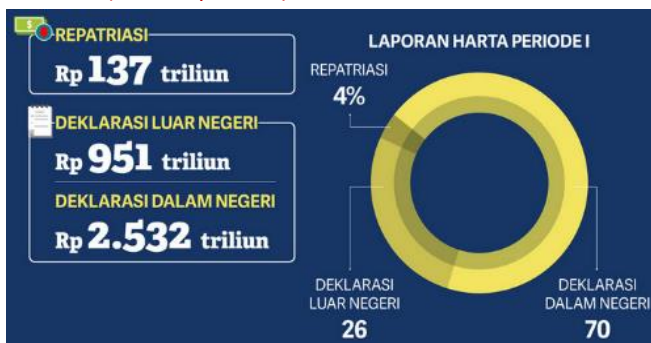 REPATRIASI
Rp 137 triliun
DEKLARASI LUAR NEGERI
Rp 951 triliun
DEKLARASI DALAM NEGERI
Rp 2.532 triliun
LAPORAN HARTA PERIODE I
REPATRIASI
4%
DEKLARASI
LUAR NEGERI
26
DEKLARASI
DALAM NEGERI
70